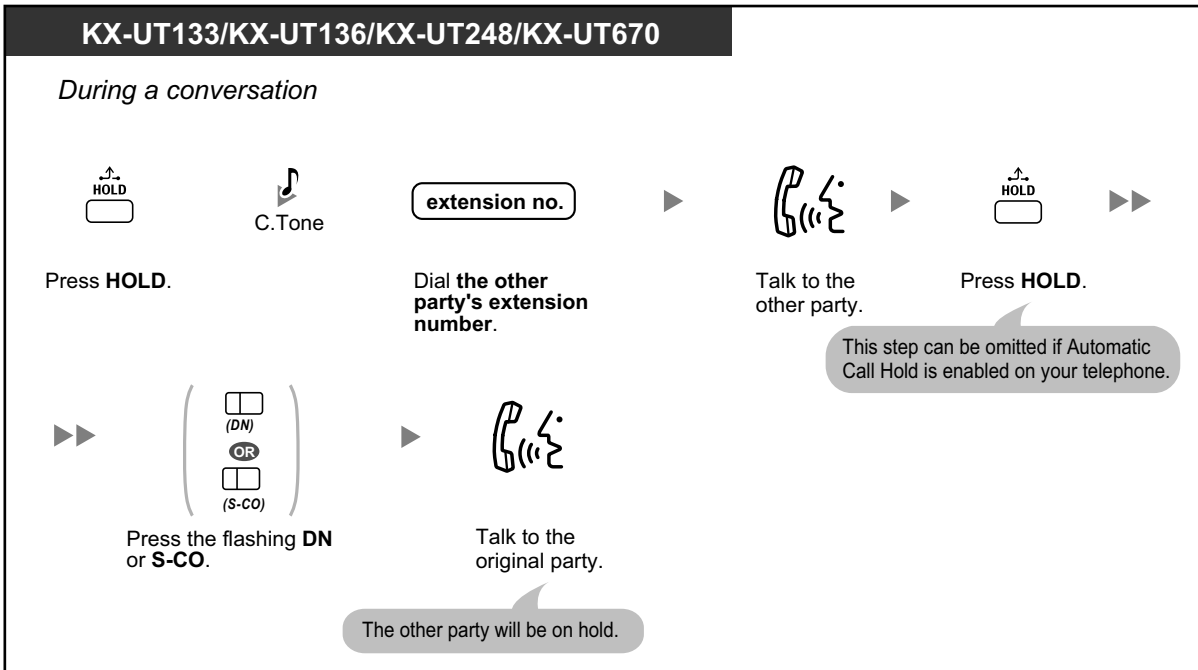 KX-UT133/KX-UT136/KX-UT248/KX-UT670
During a conversation
HOLD
C.Tone
extension no.
HOLD
Press HOLD.
Dial the other
party's extension
number.
Talk to the
other party.
Press HOLD.
This step can be omitted if Automatic
Call Hold is enabled on your telephone.
(DN)
OR
(S-CO)
Press the flashing DN
or S-CO.
Talk to the
original party.
The other party will be on hold.